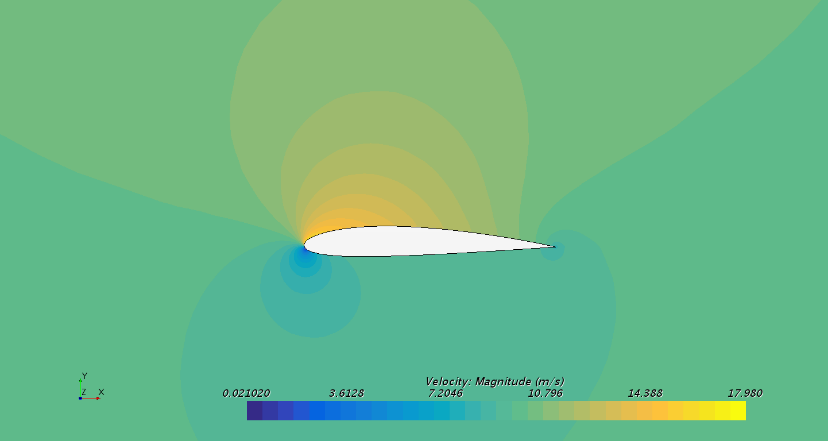 Y
Z X
Velocity: Magnitude (m/s)
0.021020 3.6128 7.2046 10.796 14.388 17.980